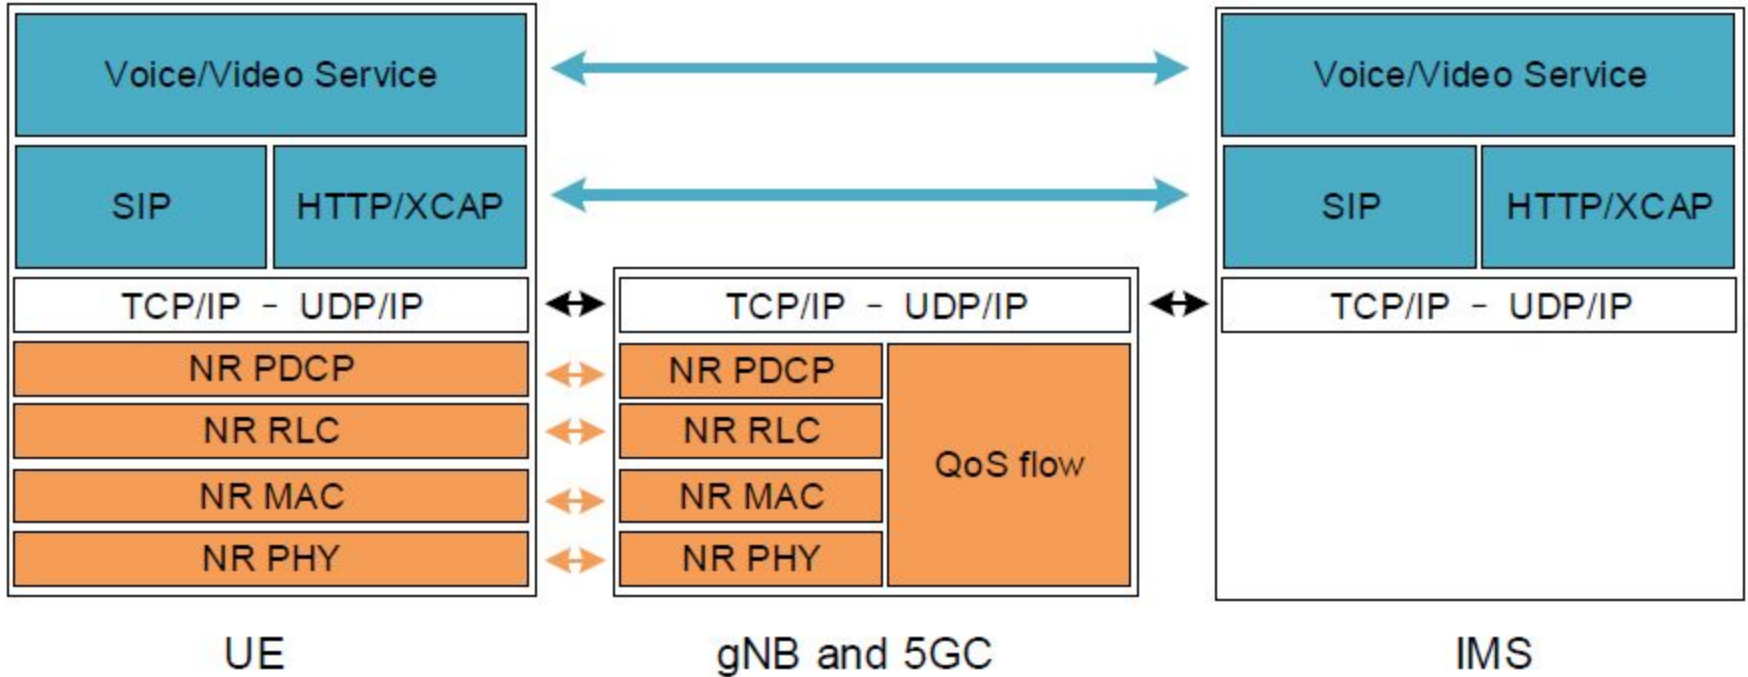 Voice/Video Service
Voice/Video Service
SIP
HTTP/XCAP
SIP
HTTP/XCAP
TCP/IP - UDP/IP
TCP/IP - UDP/IP
TCP/IP - UDP/IP
NR PDCP
NR PDCP
NR RLC
NR RLC
QoS flow
NR MAC
NR MAC
NR PHY
NR PHY
UE
gNB and 5GC
IMS